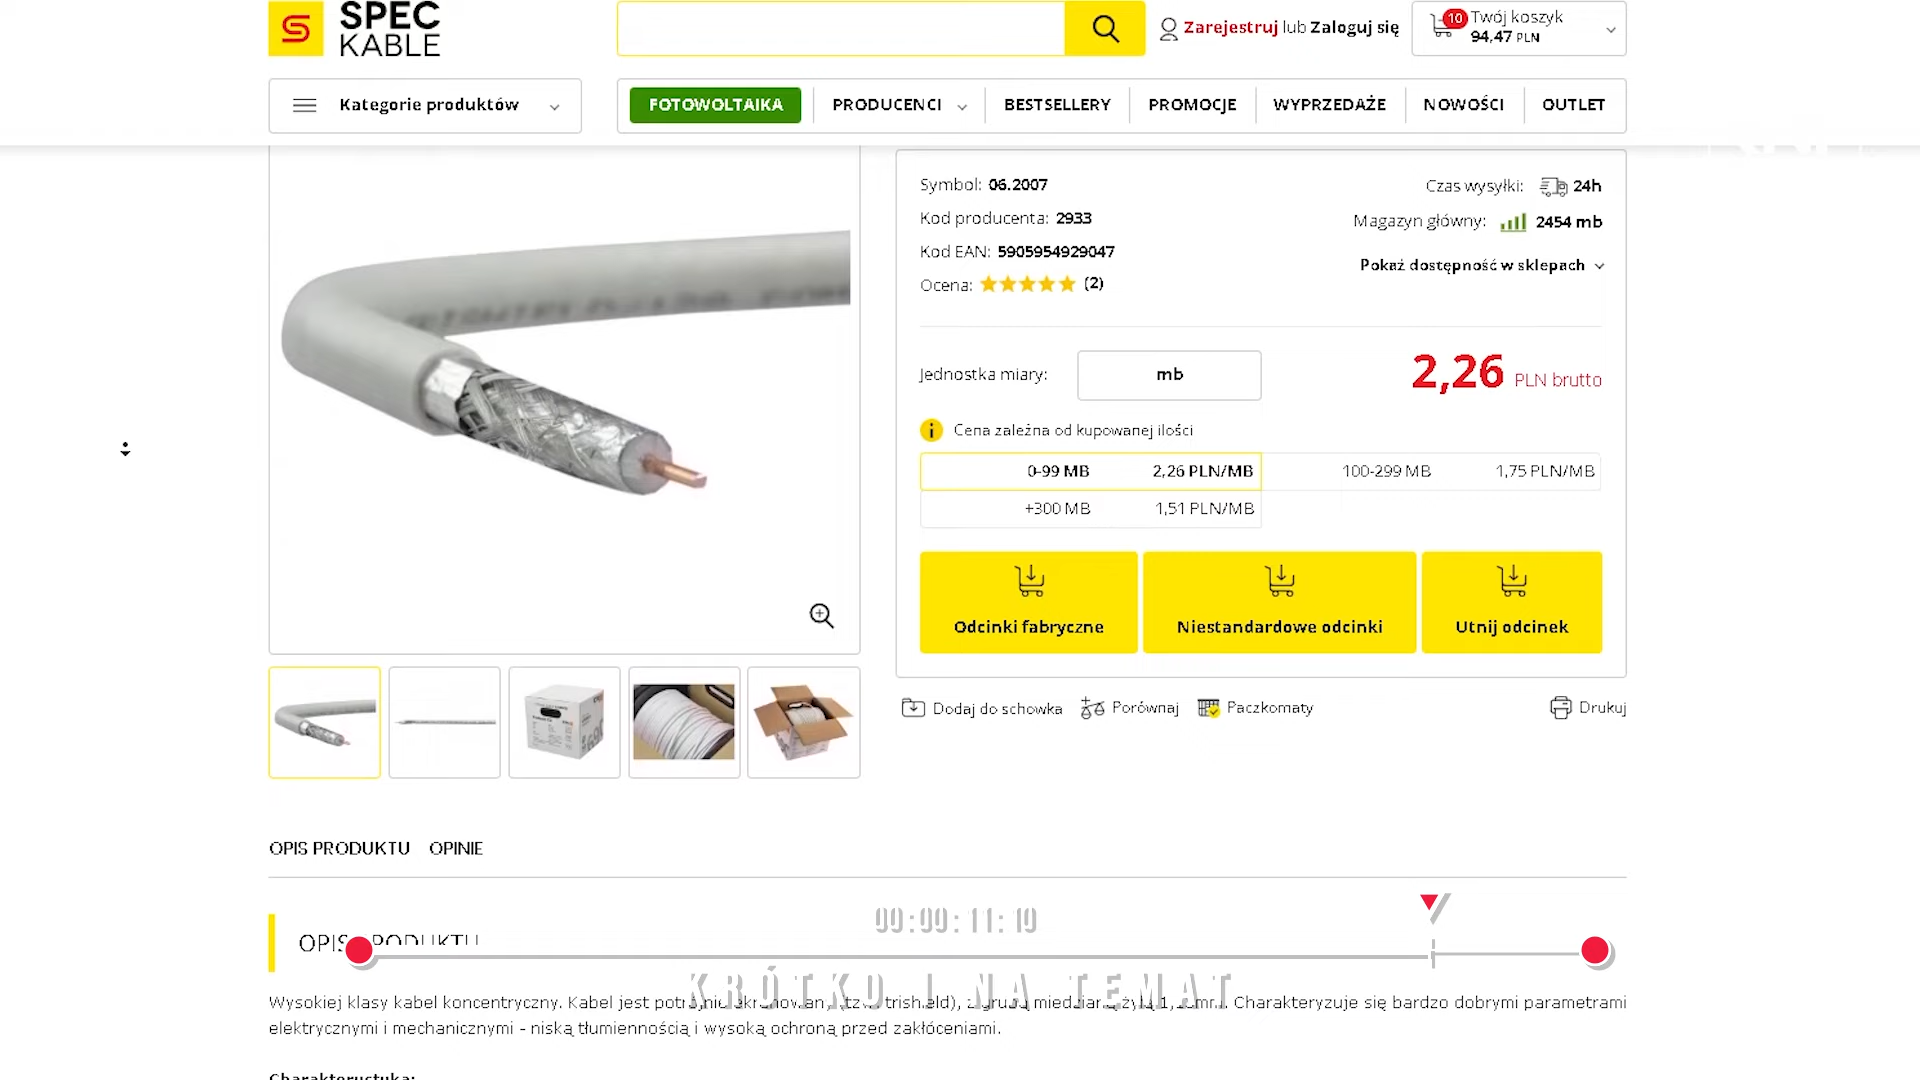 SPEC
KABLE
Zarejestruj lub Zaloguj się
10
Twój koszyk
94,47 PLN
Kategorie produktów
FOTOWOLTAIKA
PRODUCENCI
BESTSELLERY
PROMOCJE
WYPRZEDAŻE
NOWOŚCI
OUTLET
Symbol: 06.2007
Kod producenta: 2933
Kod EAN: 5905954929047
Ocena: (2)
Czas wysyłki: 24h
Magazyn główny: 2454 mb
Pokaż dostępność w sklepach
Jednostka miary: mb
2,26 PLN brutto
Cena zależna od kupowanej ilości
0-99 MB 2,26 PLN/MB 100-299 MB 1,75 PLN/MB
+300 MB 1,51 PLN/MB
Odcinki fabryczne
Niestandardowe odcinki
Utnij odcinek
Dodaj do schowka
Porównaj
Paczkomaty
Drukuj
OPIS PRODUKTU OPINIE
00:00:11:10
OPIS PRODUKTU
KRÓTKO I NA TEMAT
Wysokiej klasy kabel koncentryczny. Kabel jest Charakteryzuje się bardzo dobrymi parametrami
elektrycznymi i mechanicznymi - niską tłumiennością i wysoką ochroną przed zakłóceniami.
Charakterystyka: